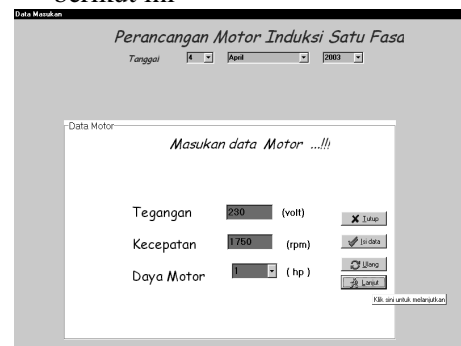 berikut ini
Data Masukan
Perancangan Motor Induksi Satu Fasa
Tanggal 4 April 2003
Data Motor
Masukan data Motor ...!!!
Tegangan 230 (volt)
Tutup
Kecepatan 1750 (rpm)
Isi data
Ulang
Daya Motor 1 ( hp )
Lanjut
Klik sini untuk melanjutkan